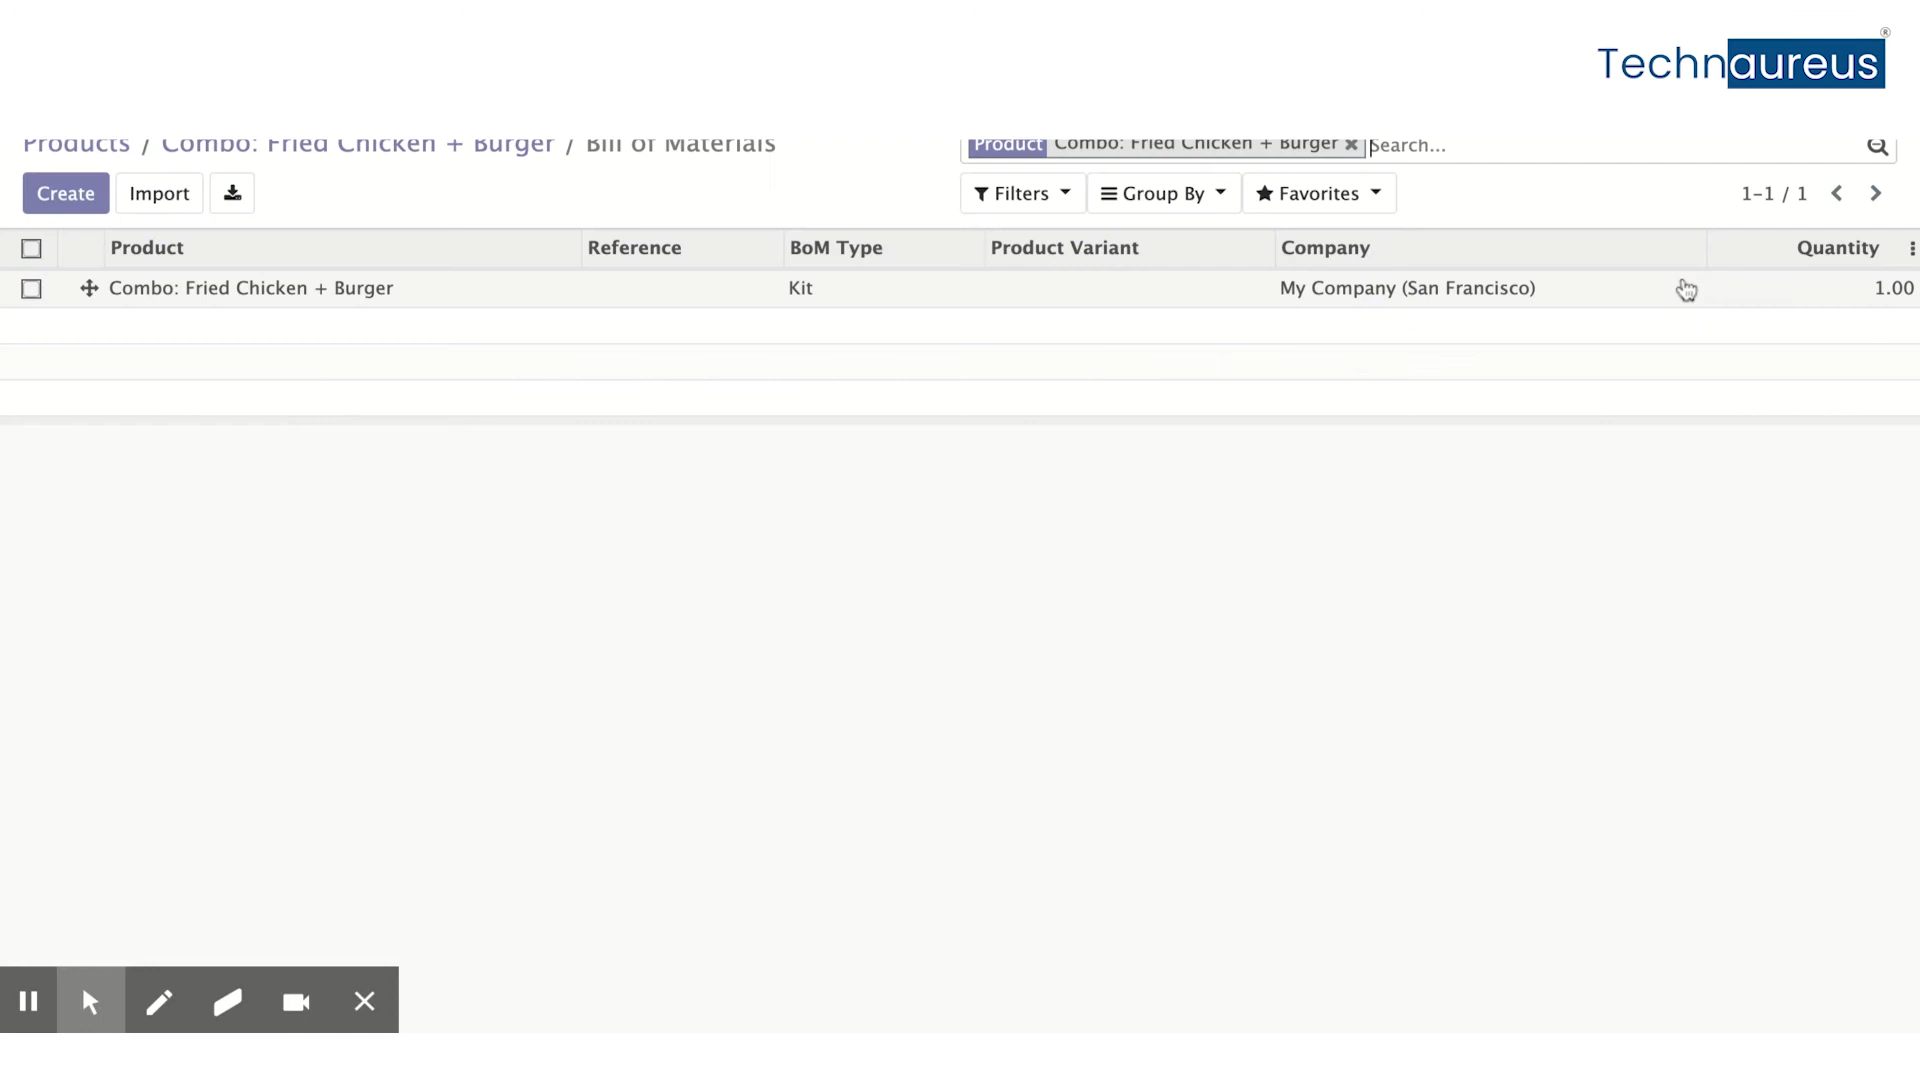 Technaureus®
Products / Combo: Fried Chicken + Burger / Bill of Materials
Product Combo: Fried Chicken + Burger Search...
Create Import Filters Group By Favorites 1-1 / 1
Product Reference BoM Type Product Variant Company Quantity
Combo: Fried Chicken + Burger Kit My Company (San Francisco) 1.00